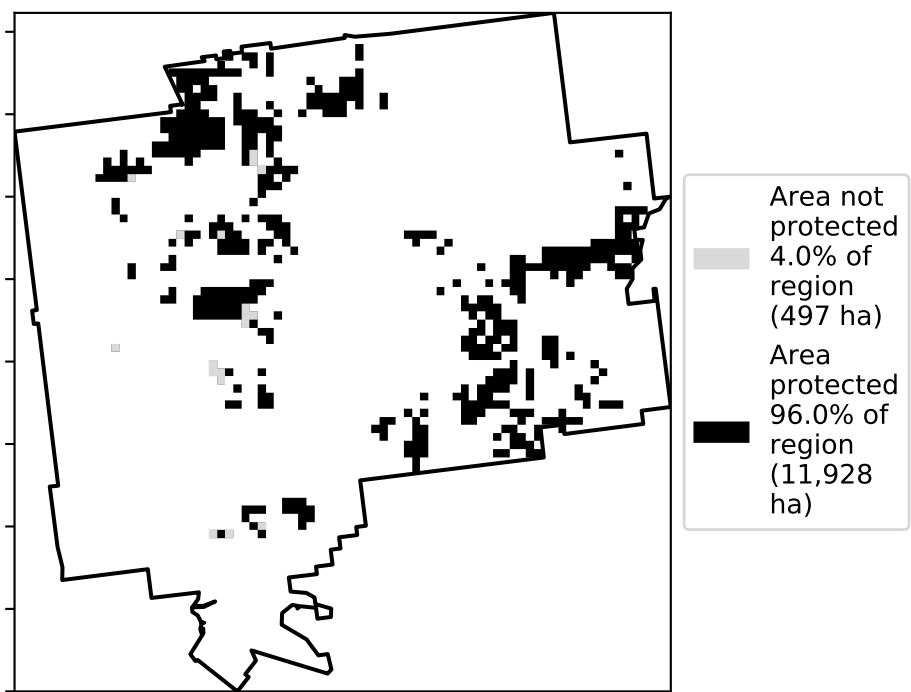 Area not
protected
4.0% of
region
(497 ha)
Area
protected
96.0% of
region
(11,928
ha)